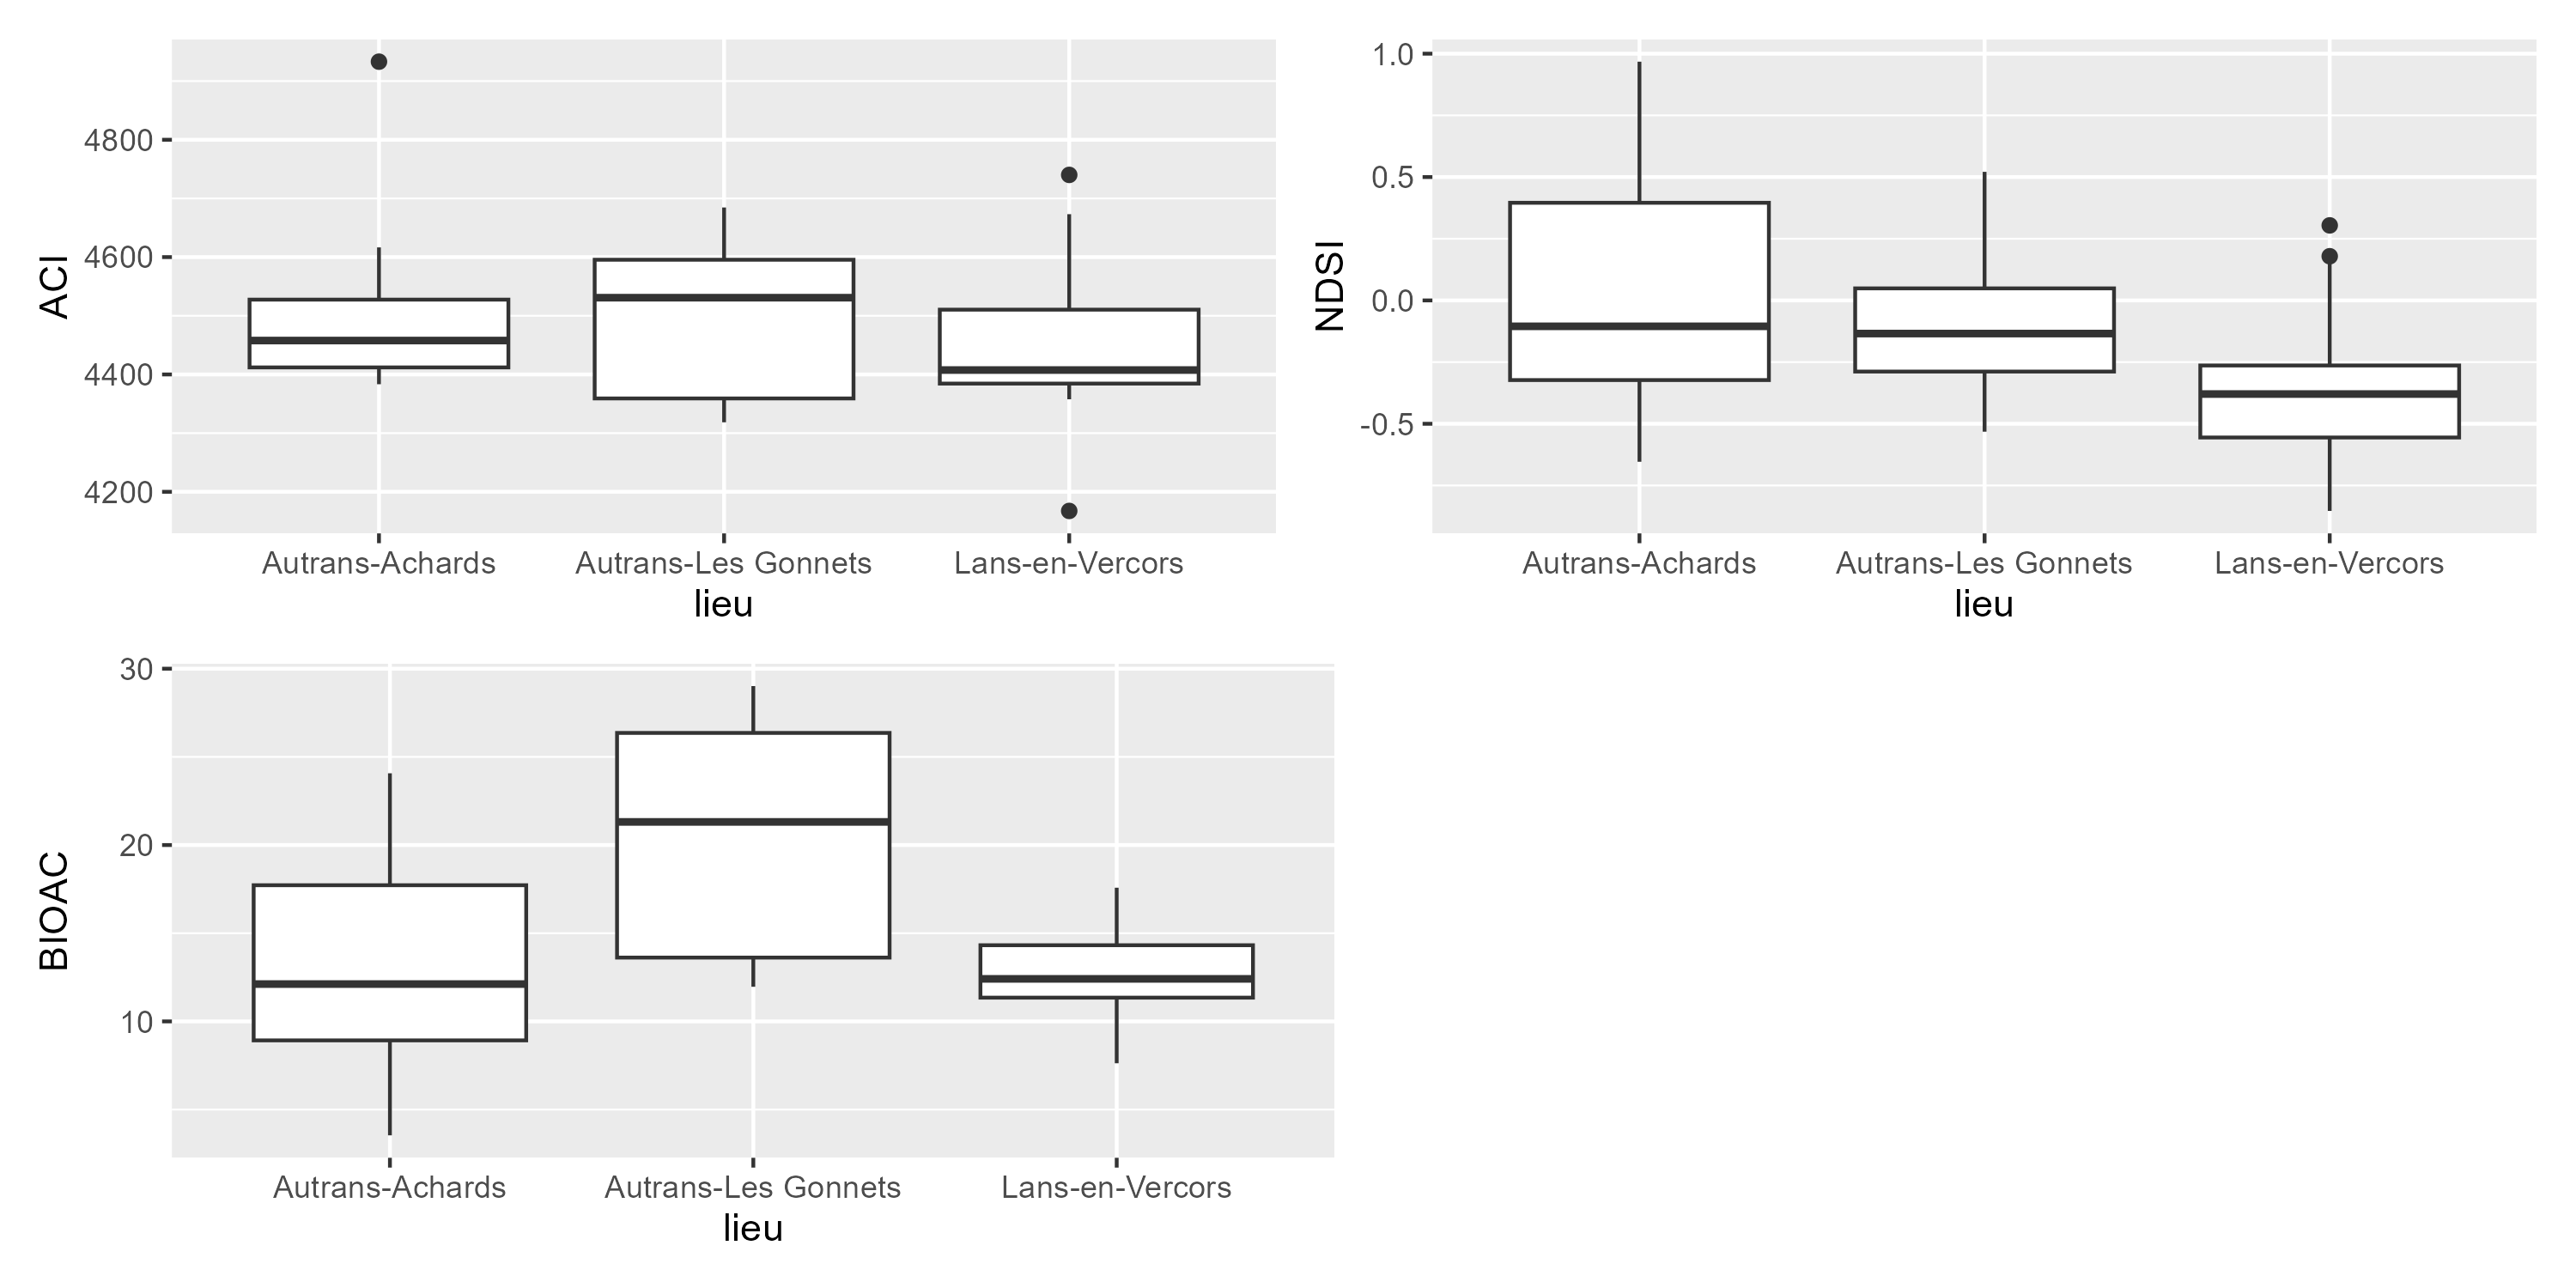 ACI
4800
4600
4400
4200
Autrans-Achards Autrans-Les Gonnets Lans-en-Vercors
lieu
NDSI
1.0
0.5
0.0
-0.5
Autrans-Achards Autrans-Les Gonnets Lans-en-Vercors
lieu
BIOAC
30
20
10
Autrans-Achards Autrans-Les Gonnets Lans-en-Vercors
lieu